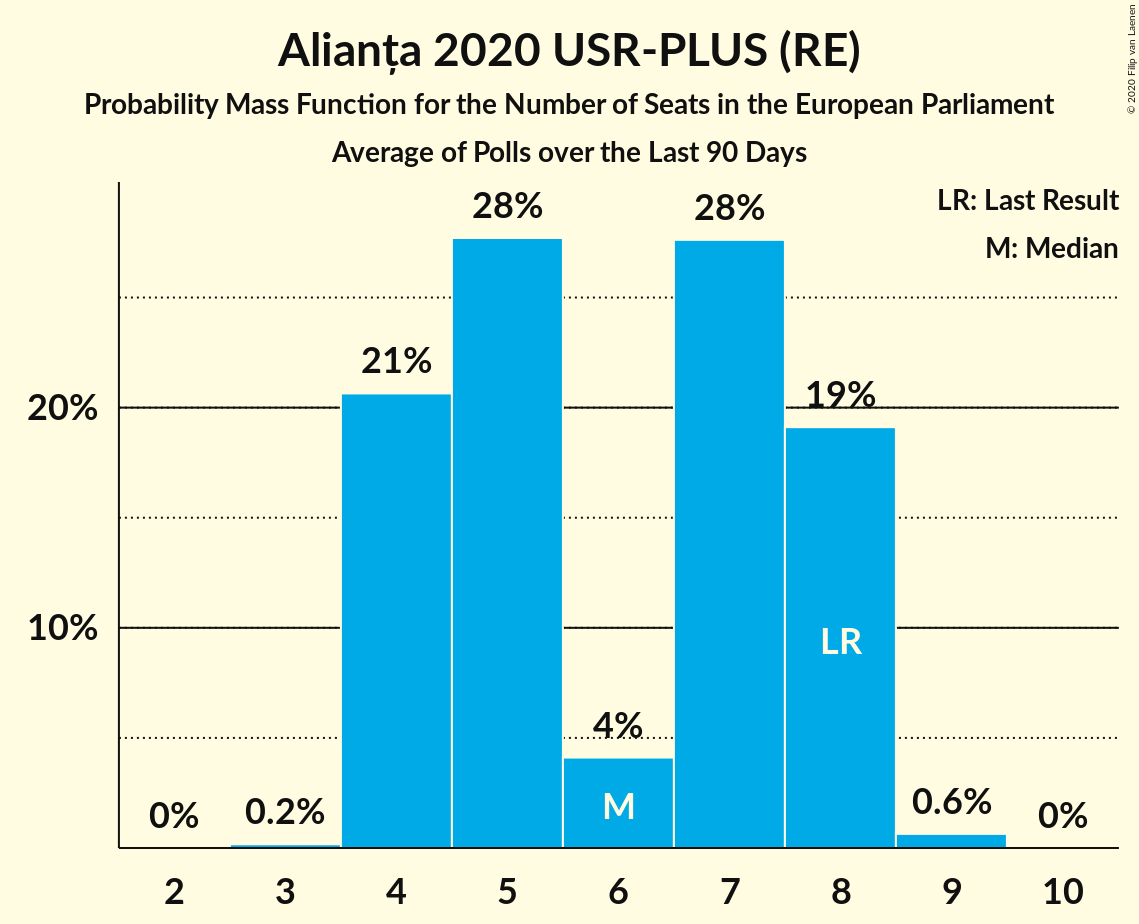 Alianța 2020 USR-PLUS (RE)
Probability Mass Function for the Number of Seats in the European Parliament
Average of Polls over the Last 90 Days
© 2020 Filip van Laenen
LR: Last Result
M: Median
28%
28%
21%
19%
20%
10%
LR
4%
M
0%
0.2%
0.6%
0%
2 3 4 5 6 7 8 9 10